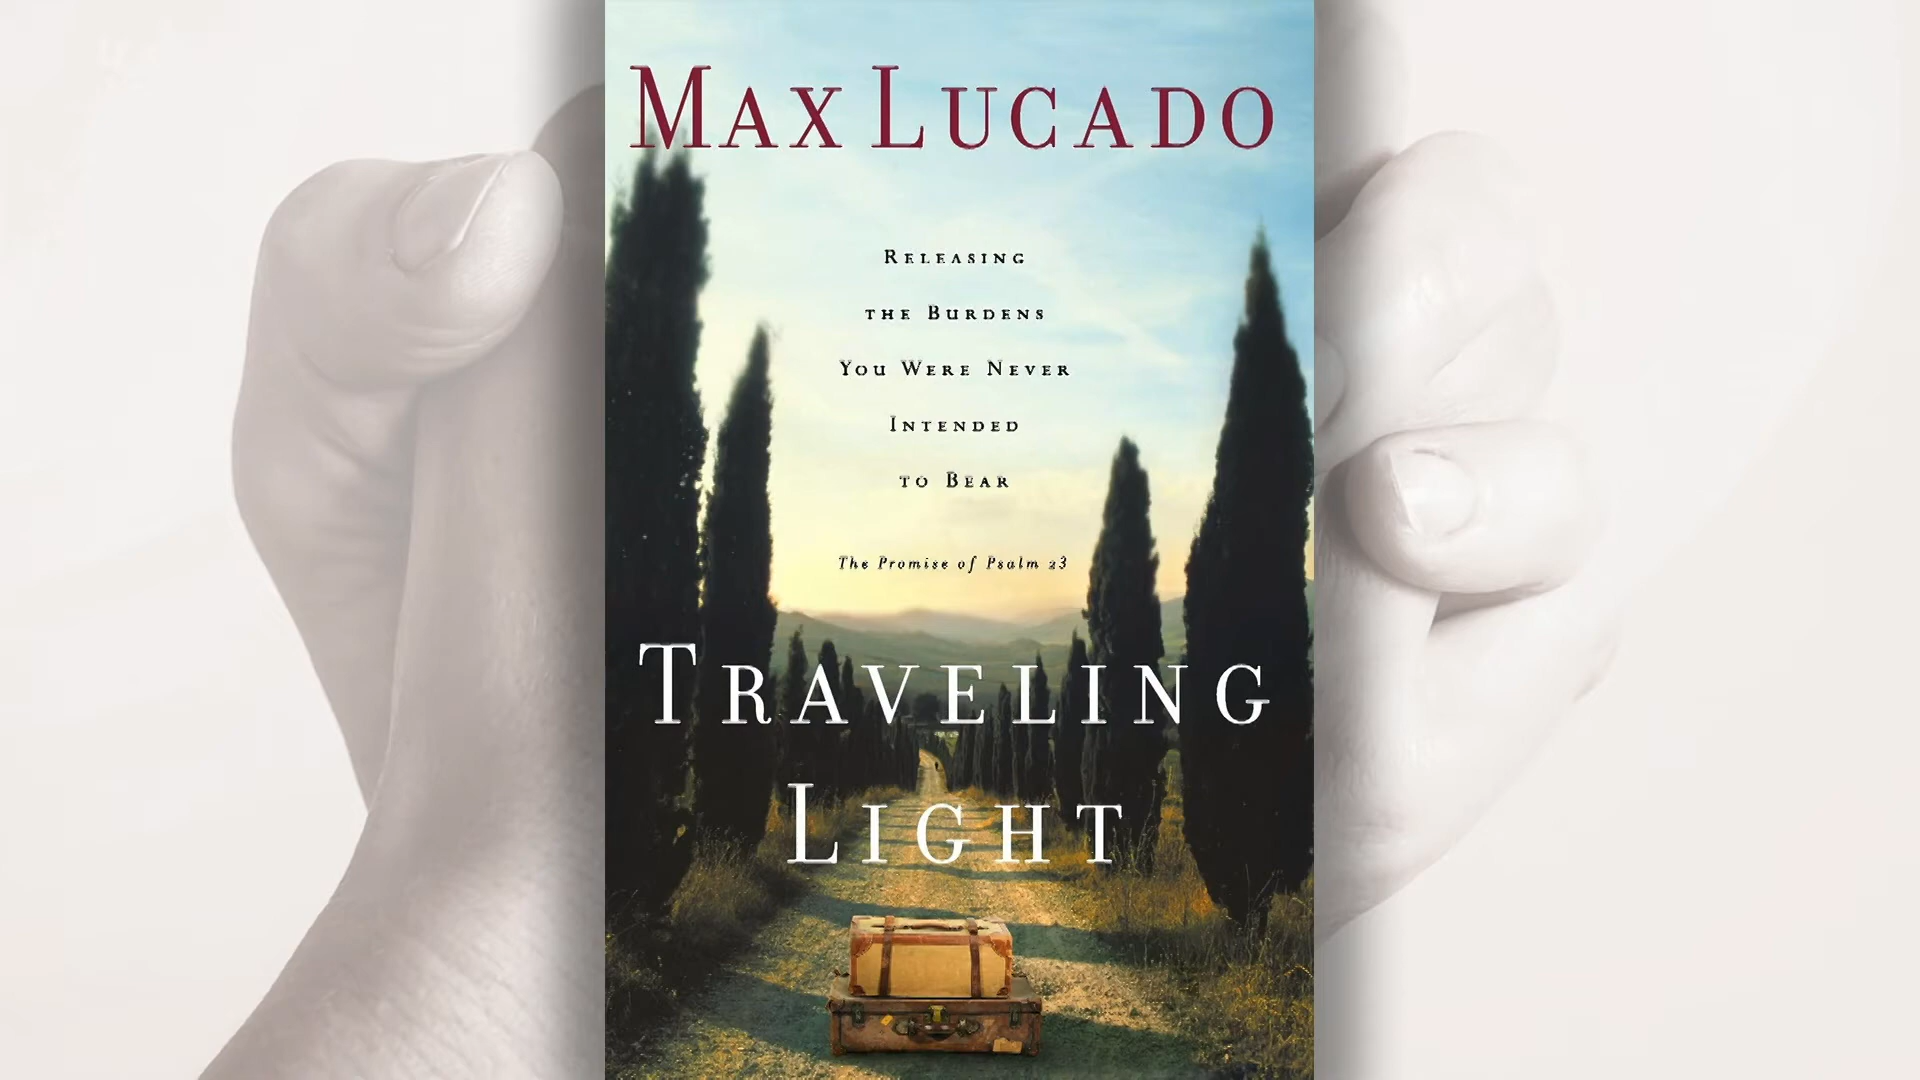 MAX LUCADO
RELEASING
THE BURDENS
YOU WERE NEVER
INTENDED
TO BEAR
The Promise of Psalm 23
TRAVELING
LIGHT